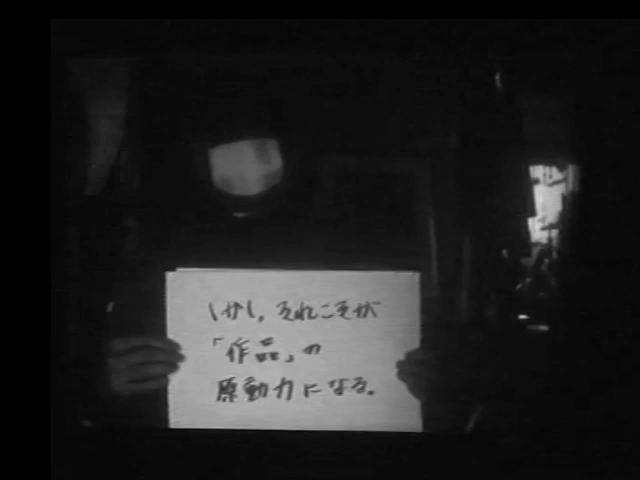 しかし、それこそが
「作品」の
原動力になる。